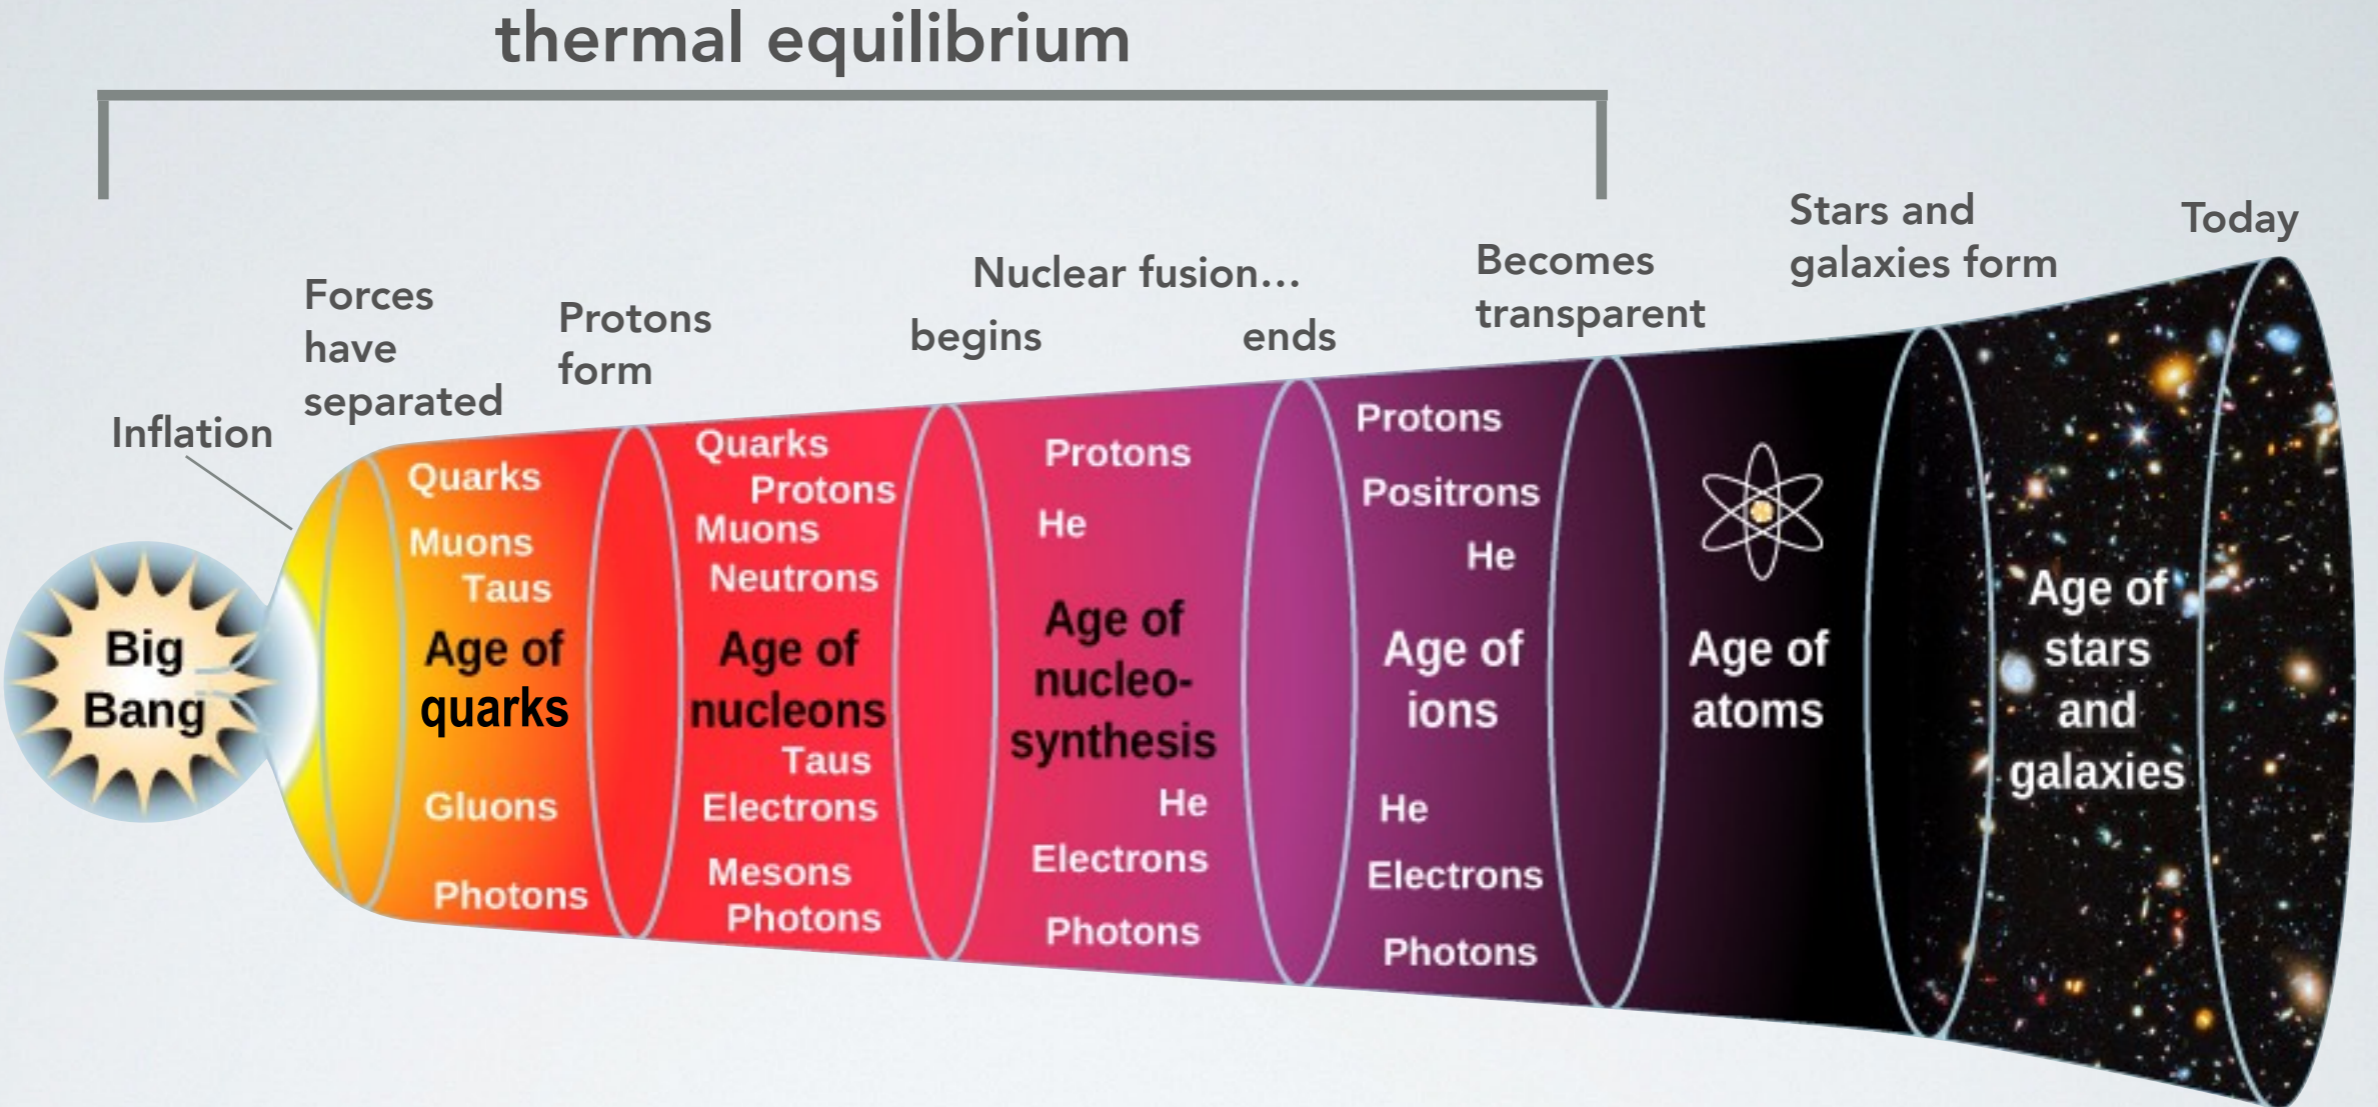 thermal equilibrium
Inflation
Forces
have
separated
Protons
form
Nuclear fusion…
begins
ends
Becomes
transparent
Stars and
galaxies form
Today
Big
Bang
Quarks
Muons
Taus
Age of
quarks
Gluons
Photons
Quarks
Protons
Muons
Neutrons
Age of
nucleons
Taus
Electrons
Mesons
Photons
Protons
He
Age of
nucleo-
synthesis
He
Electrons
Photons
Protons
Positrons
He
Age of
ions
He
Electrons
Photons
Age of
atoms
Age of
stars
and
galaxies